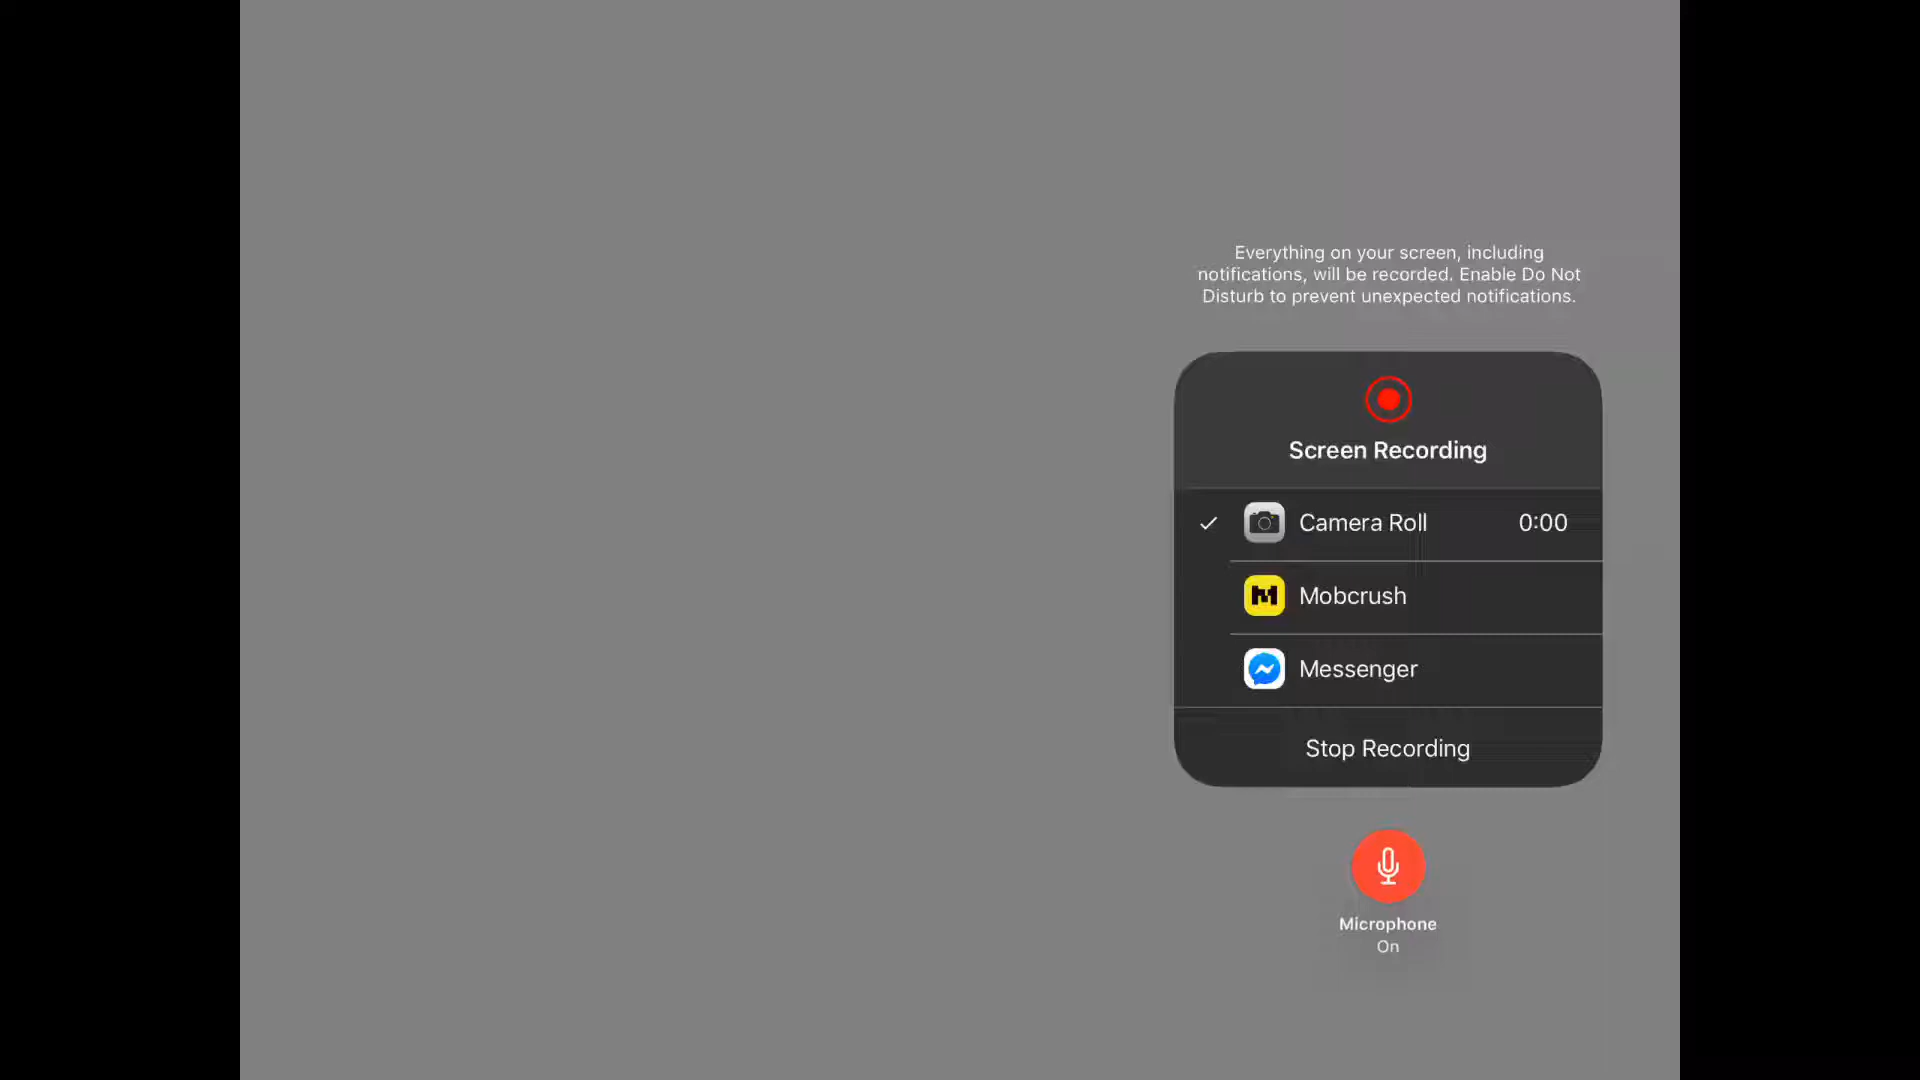 Everything on your screen, including
notifications, will be recorded. Enable Do Not
Disturb to prevent unexpected notifications.
Screen Recording
Camera Roll 0:00
Mobcrush
Messenger
Stop Recording
Microphone
On